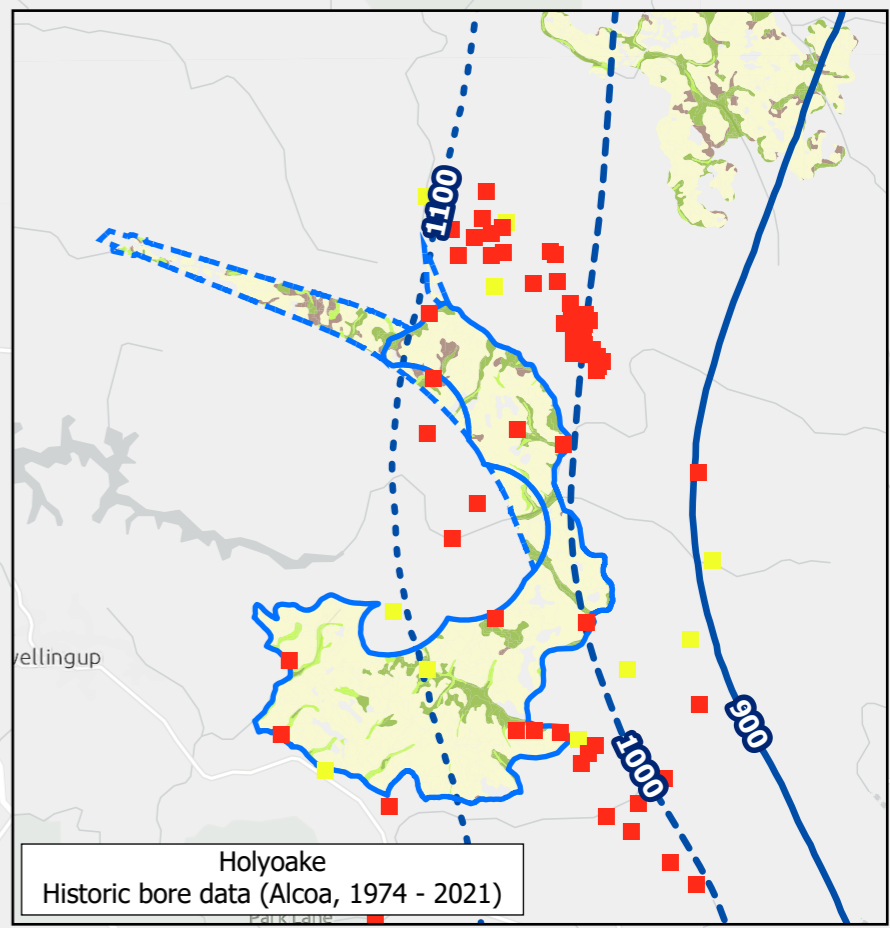 1100
vellingup
900
1000
Holyoake
Historic bore data (Alcoa, 1974 - 2021)
Park Lane